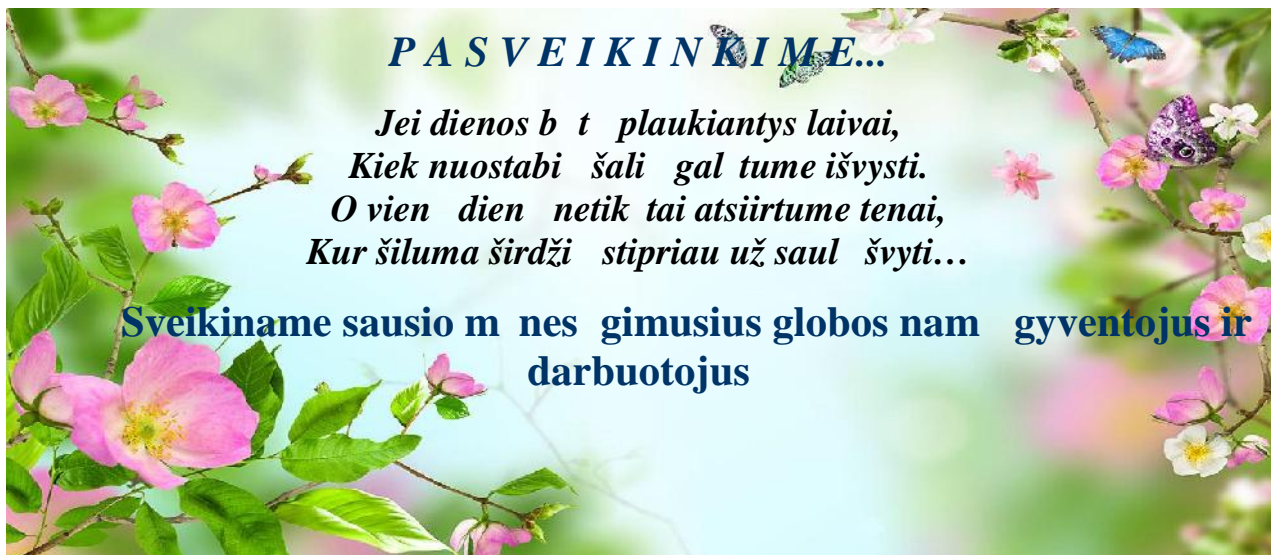 P A S V E I K I N K I M E...
Jei dienos b t plaukiantys laivai,
Kiek nuostabi šali gal tume išvysti.
O vien dien netik tai atsiirtume tenai,
Kur šiluma širdži stipriau už saul švyti…
Sveikiname sausio m nes gimusius globos nam gyventojus ir
darbuotojus